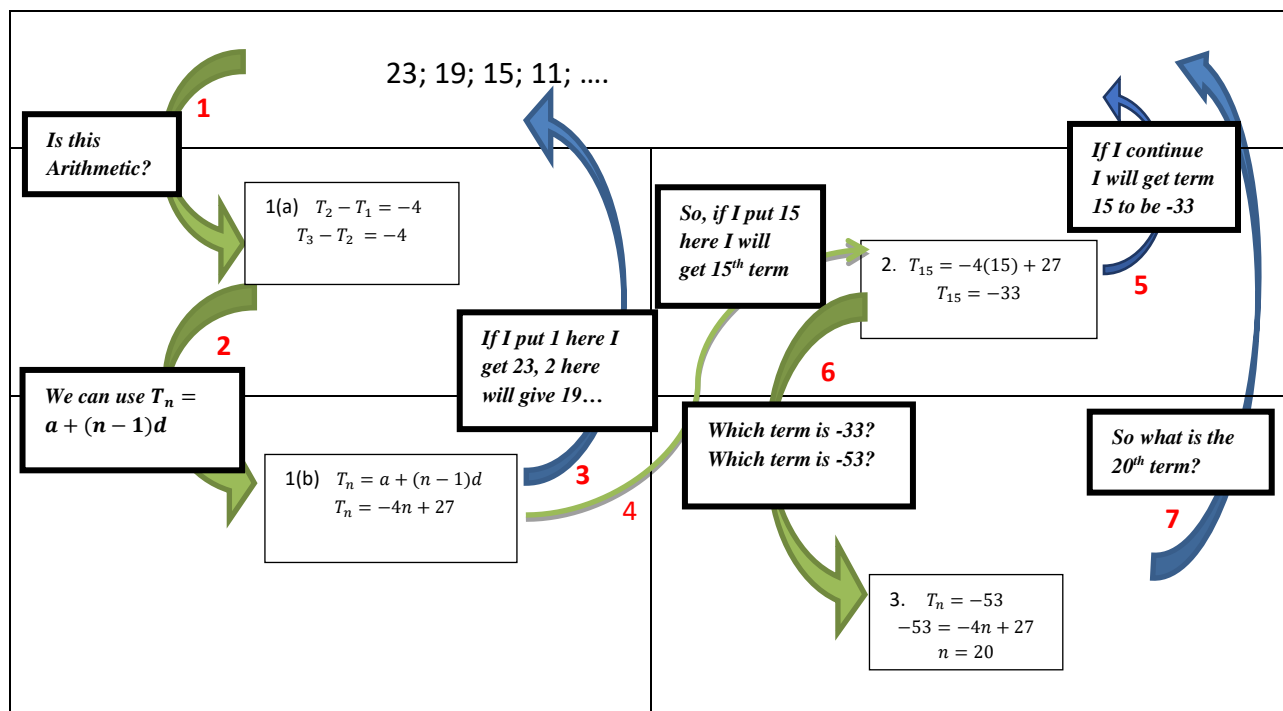 23; 19; 15; 11; ....
1
Is this
Arithmetic?
1(a) T₂ − T₁ = −4
T₃ − T₂ = −4
2
We can use Tₙ =
a + (n − 1)d
1(b) Tₙ = a + (n − 1)d
Tₙ = −4n + 27
If I put 1 here I
get 23, 2 here
will give 19…
3
4
So, if I put 15
here I will
get 15th term
2. T₁₅ = −4(15) + 27
T₁₅ = −33
If I continue
I will get term
15 to be -33
5
6
Which term is -33?
Which term is -53?
3. Tₙ = −53
−53 = −4n + 27
n = 20
So what is the
20th term?
7